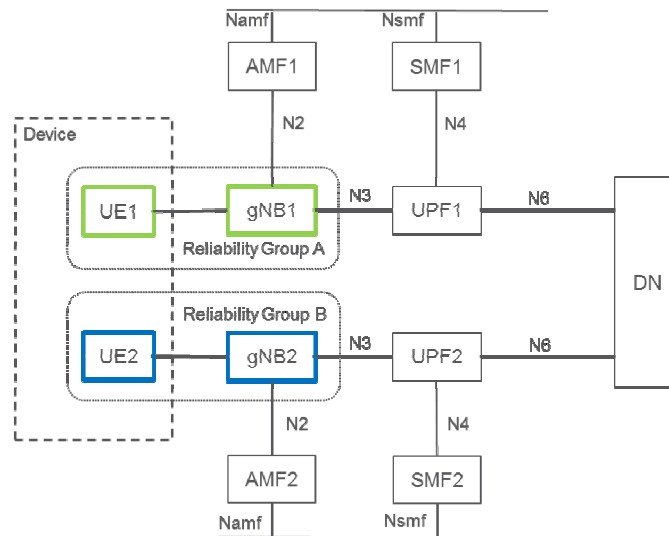 Namf
Nsmf
AMF1
SMF1
N2
N4
Device
UE1
gNB1
N3
UPF1
N6
Reliability Group A
DN
Reliability Group B
UE2
gNB2
N3
UPF2
N6
N2
N4
AMF2
SMF2
Namf
Nsmf